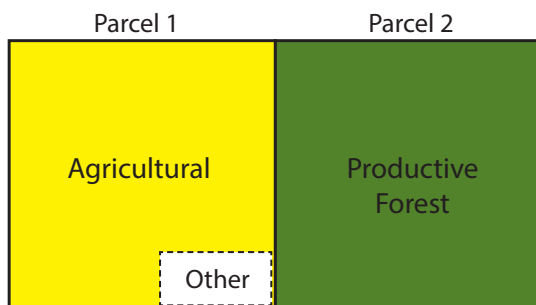 Parcel 1
Parcel 2
Agricultural
Productive
Forest
Other